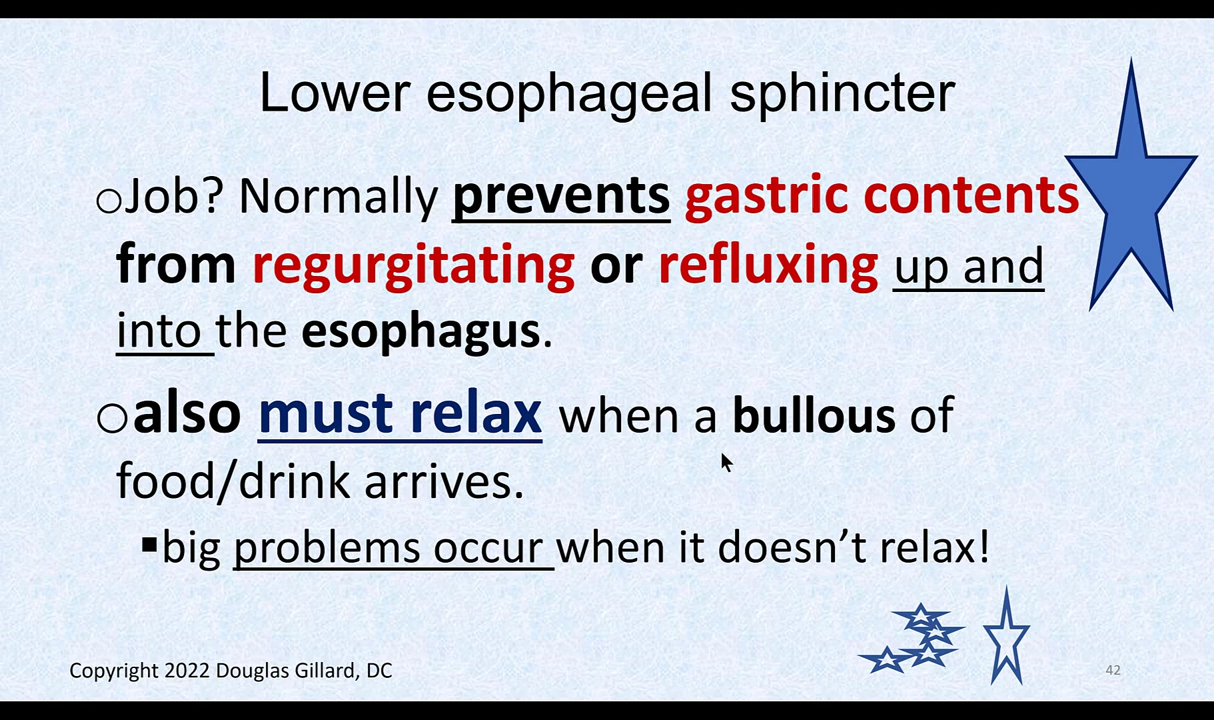 Lower esophageal sphincter
○Job? Normally prevents gastric contents
from regurgitating or refluxing up and
into the esophagus.
○also must relax when a bullous of
food/drink arrives.
▪big problems occur when it doesn’t relax!
Copyright 2022 Douglas Gillard, DC
42